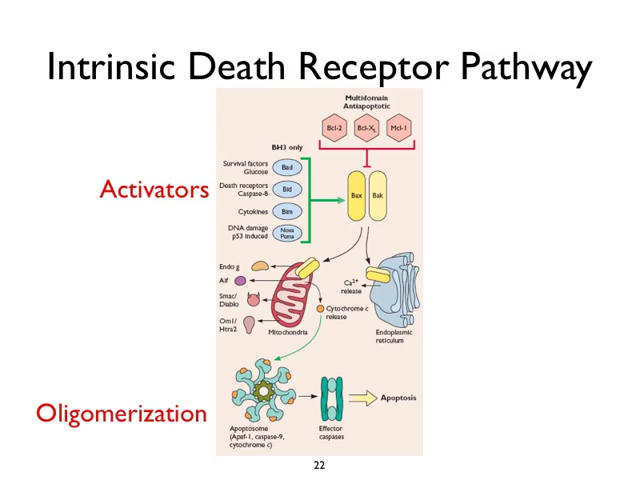 Intrinsic Death Receptor Pathway
Multidomain
Antiapoptotic
Bcl-2
Bcl-XL
Mcl-1
BH3 only
Survival factors
Glucose
Bad
Activators
Death receptors
Caspase-8
Bid
Cytokines
Bim
DNA damage
p53 induced
Nova
Puma
Bax
Bak
Endo g
Aif
Smac/
Diablo
Omi/
Htra2
Mitochondria
Cytochrome c
release
Ca2+
release
Endoplasmic
reticulum
Oligomerization
Apoptosome
(Apaf-1, caspase-9,
cytochrome c)
Effector
caspases
Apoptosis
22